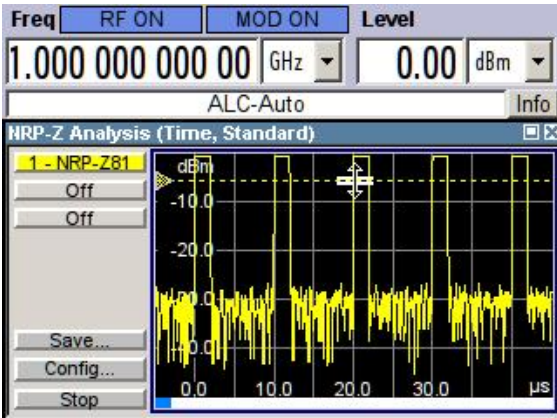 Freq RF ON MOD ON Level
1.000 000 000 00 GHz 0.00 dBm
ALC-Auto Info
NRP-Z Analysis (Time, Standard)
1 - NRP-Z81
Off
Off
Save...
Config...
Stop
dBm
-10.0
-20.0
0.0 10.0 20.0 30.0 µs